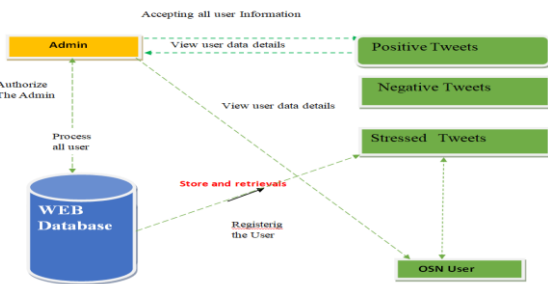 Accepting all user Information
Admin
View user data details
Positive Tweets
Authorize
The Admin
Negative Tweets
View user data details
Process
all user
Stressed Tweets
Store and retrievals
WEB
Database
Registerig
the User
OSN User